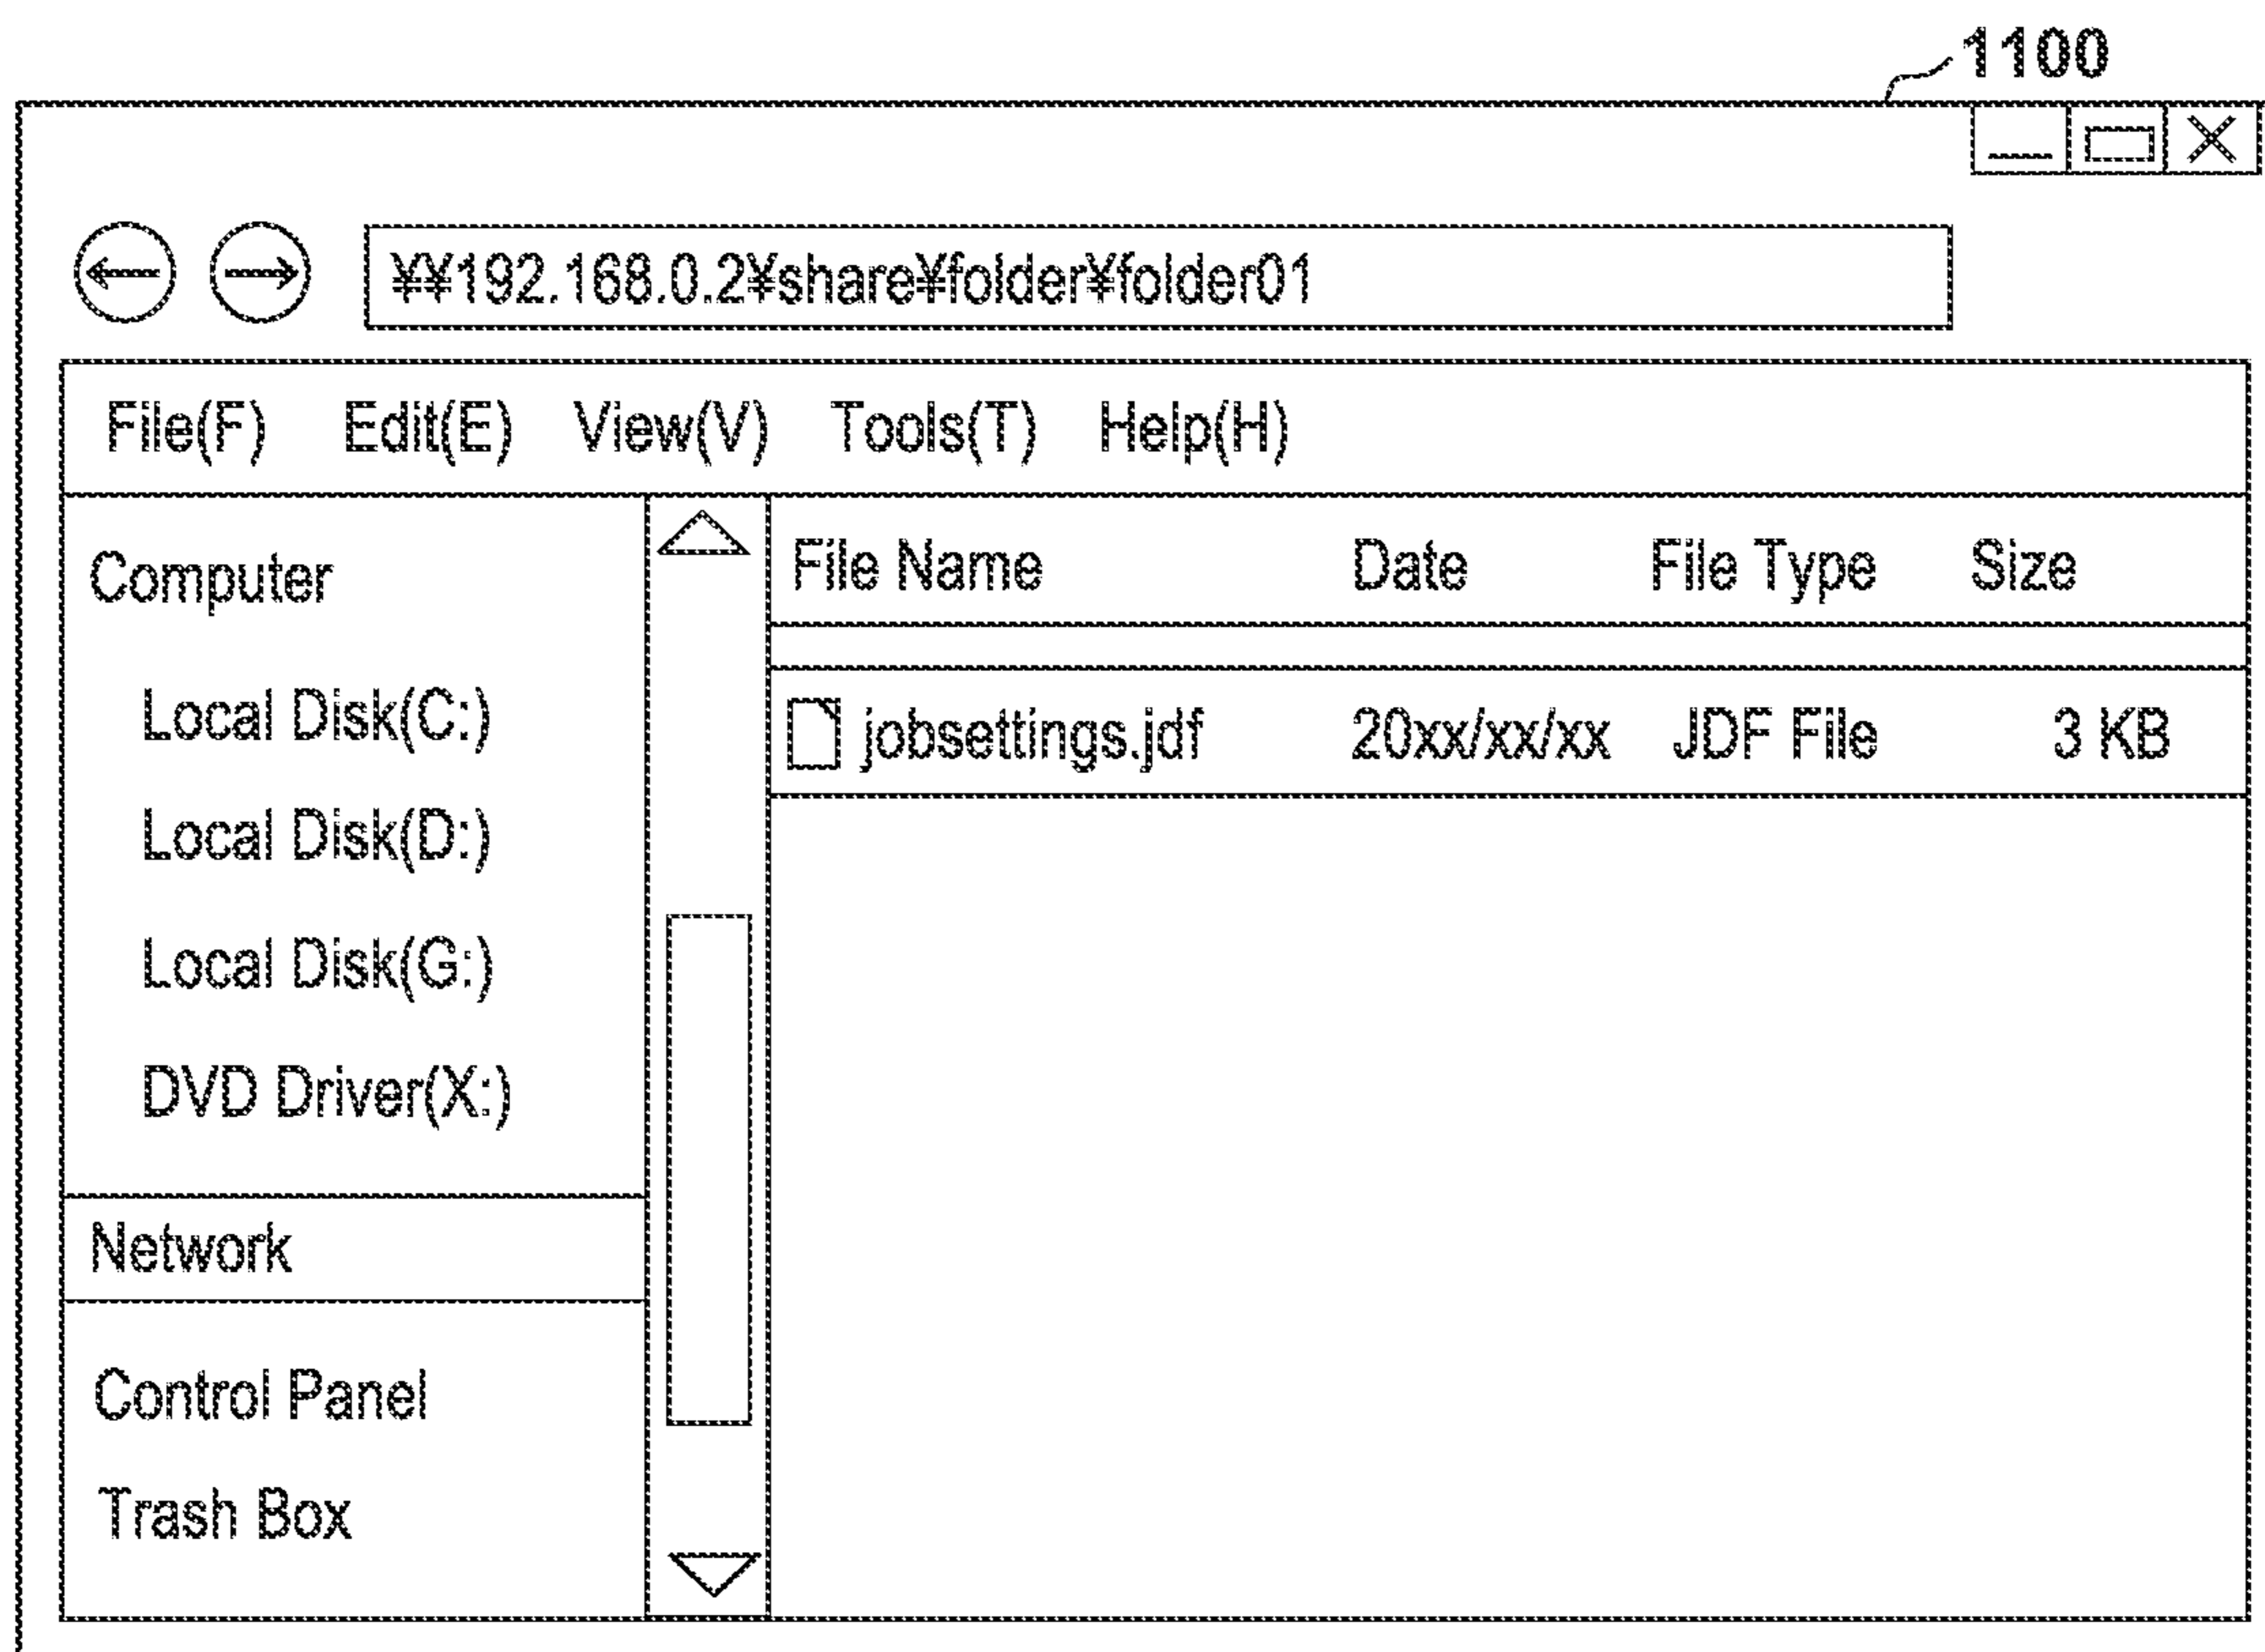 1100
¥¥192.168.0.2¥share¥folder¥folder01
File(F) Edit(E) View(V) Tools(T) Help(H)
Computer
Local Disk(C:)
Local Disk(D:)
Local Disk(G:)
DVD Driver(X:)
Network
Control Panel
Trash Box
File Name Date File Type Size
jobsettings.jdf 20xx/xx/xx JDF File 3 KB